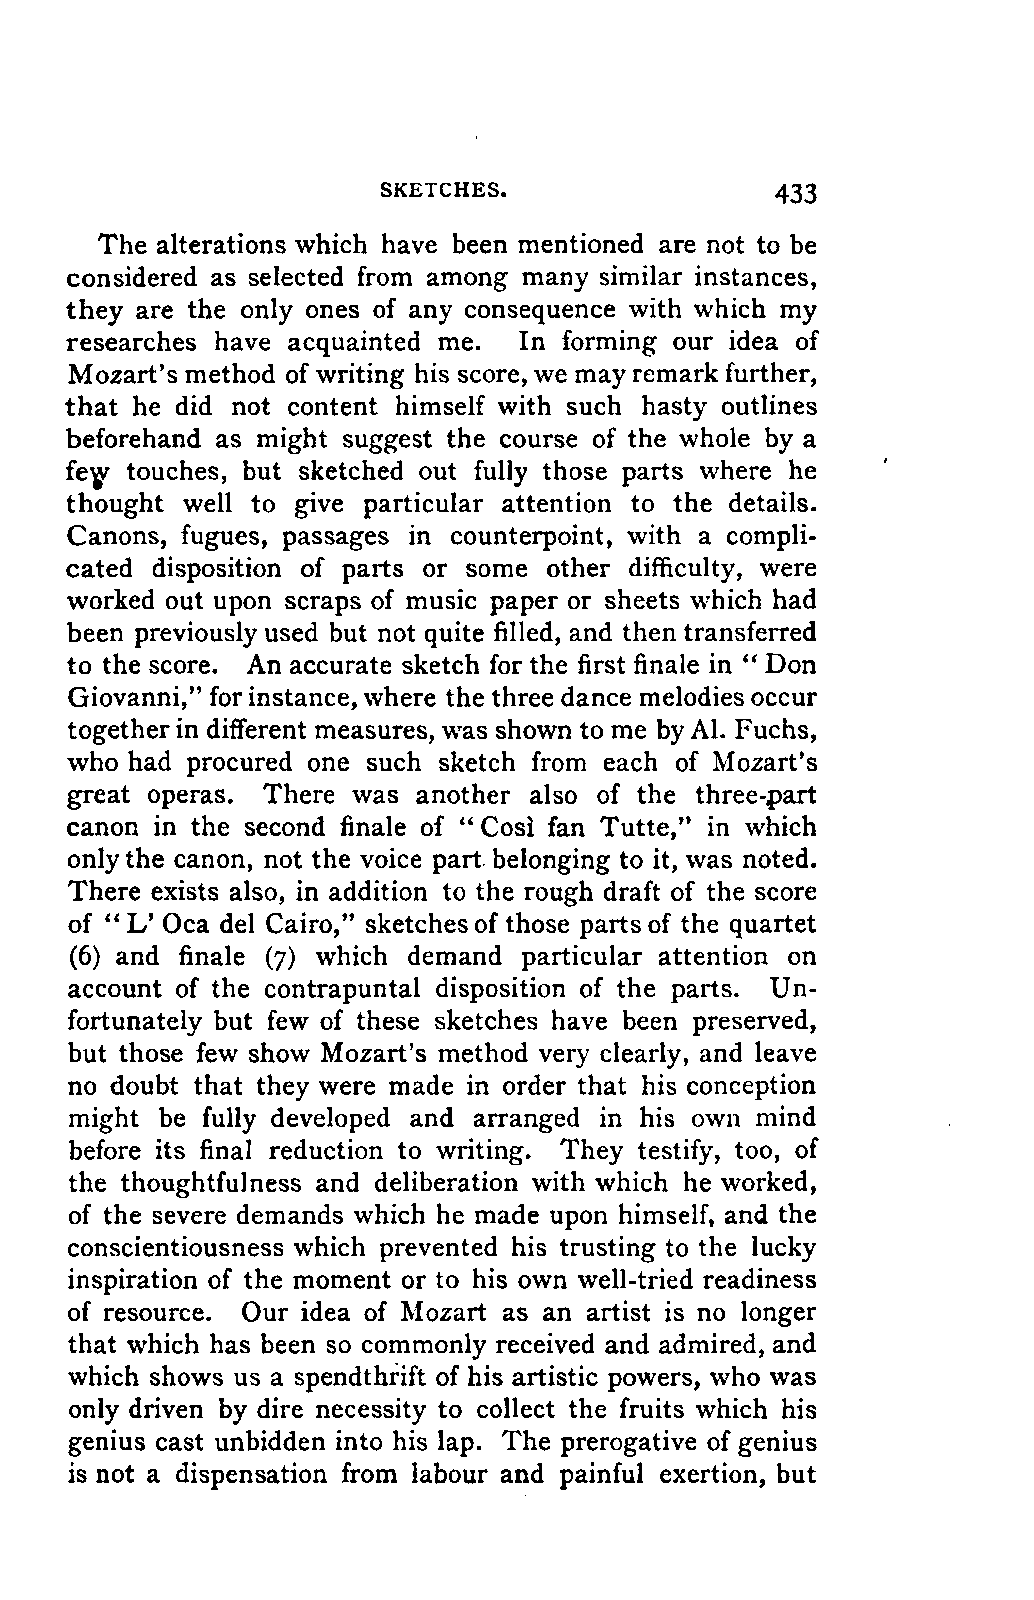 SKETCHES. 433
The alterations which have been mentioned are not to be
considered as selected from among many similar instances,
they are the only ones of any consequence with which my
researches have acquainted me. In forming our idea of
Mozart's method of writing his score, we may remark further,
that he did not content himself with such hasty outlines
beforehand as might suggest the course of the whole by a
few touches, but sketched out fully those parts where he
thought well to give particular attention to the details.
Canons, fugues, passages in counterpoint, with a compli-
cated disposition of parts or some other difficulty, were
worked out upon scraps of music paper or sheets which had
been previously used but not quite filled, and then transferred
to the score. An accurate sketch for the first finale in " Don
Giovanni," for instance, where the three dance melodies occur
together in different measures, was shown to me by Al. Fuchs,
who had procured one such sketch from each of Mozart's
great operas. There was another also of the three-part
canon in the second finale of " Così fan Tutte," in which
only the canon, not the voice part belonging to it, was noted.
There exists also, in addition to the rough draft of the score
of " L' Oca del Cairo," sketches of those parts of the quartet
(6) and finale (7) which demand particular attention on
account of the contrapuntal disposition of the parts. Un-
fortunately but few of these sketches have been preserved,
but those few show Mozart's method very clearly, and leave
no doubt that they were made in order that his conception
might be fully developed and arranged in his own mind
before its final reduction to writing. They testify, too, of
the thoughtfulness and deliberation with which he worked,
of the severe demands which he made upon himself, and the
conscientiousness which prevented his trusting to the lucky
inspiration of the moment or to his own well-tried readiness
of resource. Our idea of Mozart as an artist is no longer
that which has been so commonly received and admired, and
which shows us a spendthrift of his artistic powers, who was
only driven by dire necessity to collect the fruits which his
genius cast unbidden into his lap. The prerogative of genius
is not a dispensation from labour and painful exertion, but